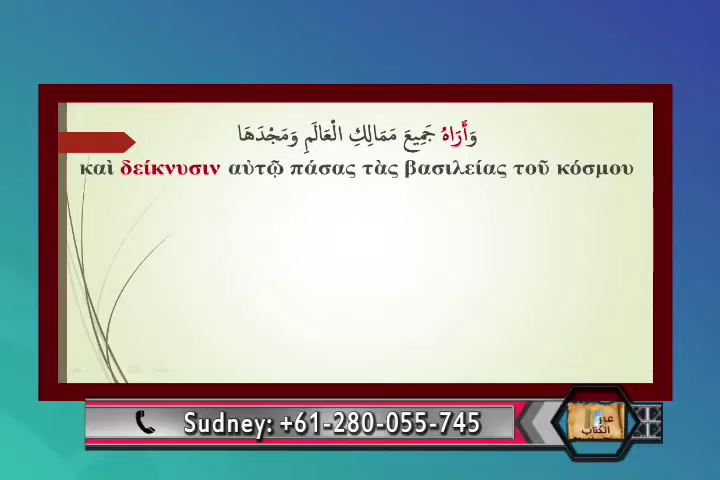 وَأَرَاهُ جَمِيعَ مَمَالِكِ الْعَالَمِ وَمَجْدَهَا
καὶ δείκνυσιν αὐτῷ πάσας τὰς βασιλείας τοῦ κόσμου
Sudney: +61-280-055-745
الكتاب